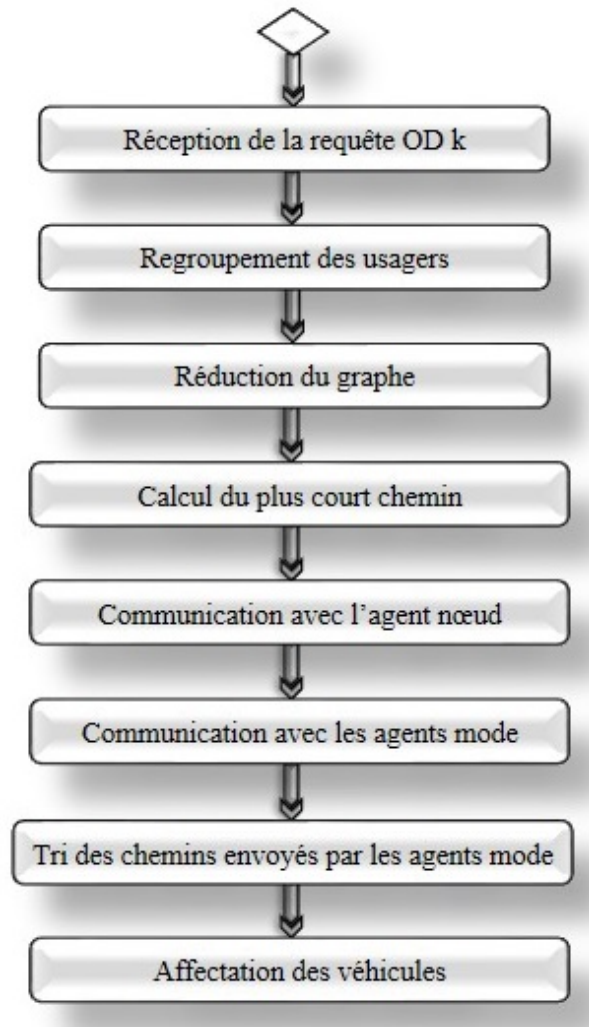 Réception de la requête OD k
Regroupement des usagers
Réduction du graphe
Calcul du plus court chemin
Communication avec l’agent nœud
Communication avec les agents mode
Tri des chemins envoyés par les agents mode
Affectation des véhicules